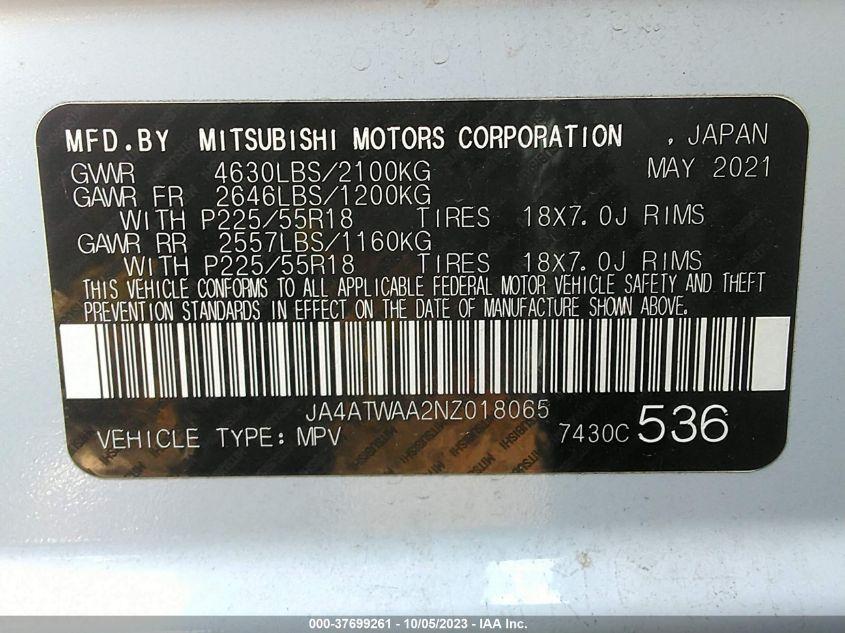 MFD.BY MITSUBISHI MOTORS CORPORATION , JAPAN
GVWR 4630LBS/2100KG MAY 2021
GAWR FR 2646LBS/1200KG
WITH P225/55R18 TIRES 18X7.0J RIMS
GAWR RR 2557LBS/1160KG
WITH P225/55R18 TIRES 18X7.0J RIMS
THIS VEHICLE CONFORMS TO ALL APPLICABLE FEDERAL MOTOR VEHICLE SAFETY AND THEFT
PREVENTION STANDARDS IN EFFECT ON THE DATE OF MANUFACTURE SHOWN ABOVE.
JA4ATWAA2NZ018065
VEHICLE TYPE: MPV 7430C 536
000-37699261 - 10/05/2023 - IAA Inc.